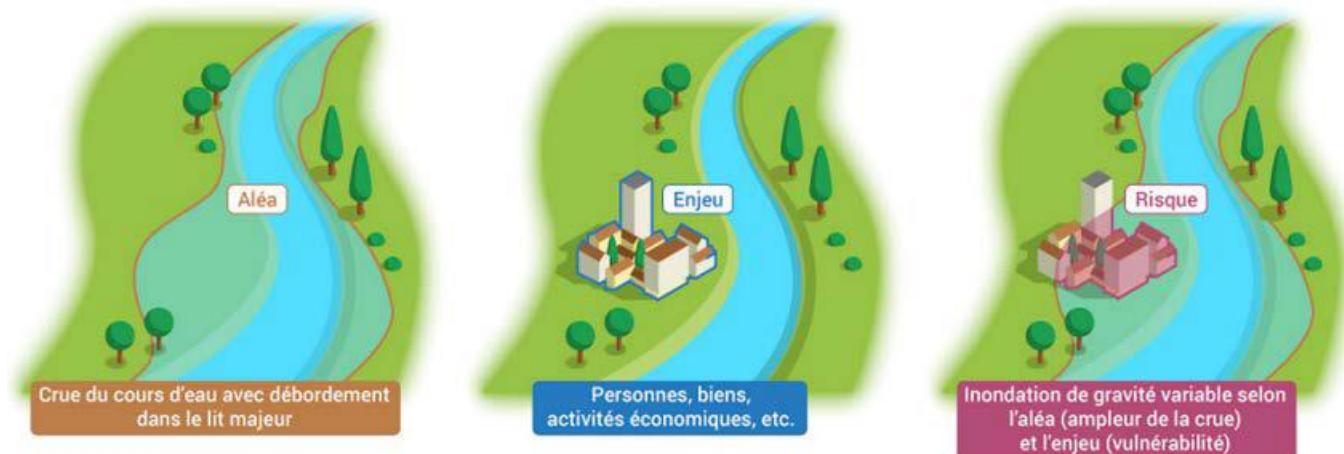 Aléa
Crue du cours d'eau avec débordement
dans le lit majeur
Enjeu
Personnes, biens,
activités économiques, etc.
Risque
Inondation de gravité variable selon
l'aléa (ampleur de la crue)
et l'enjeu (vulnérabilité)